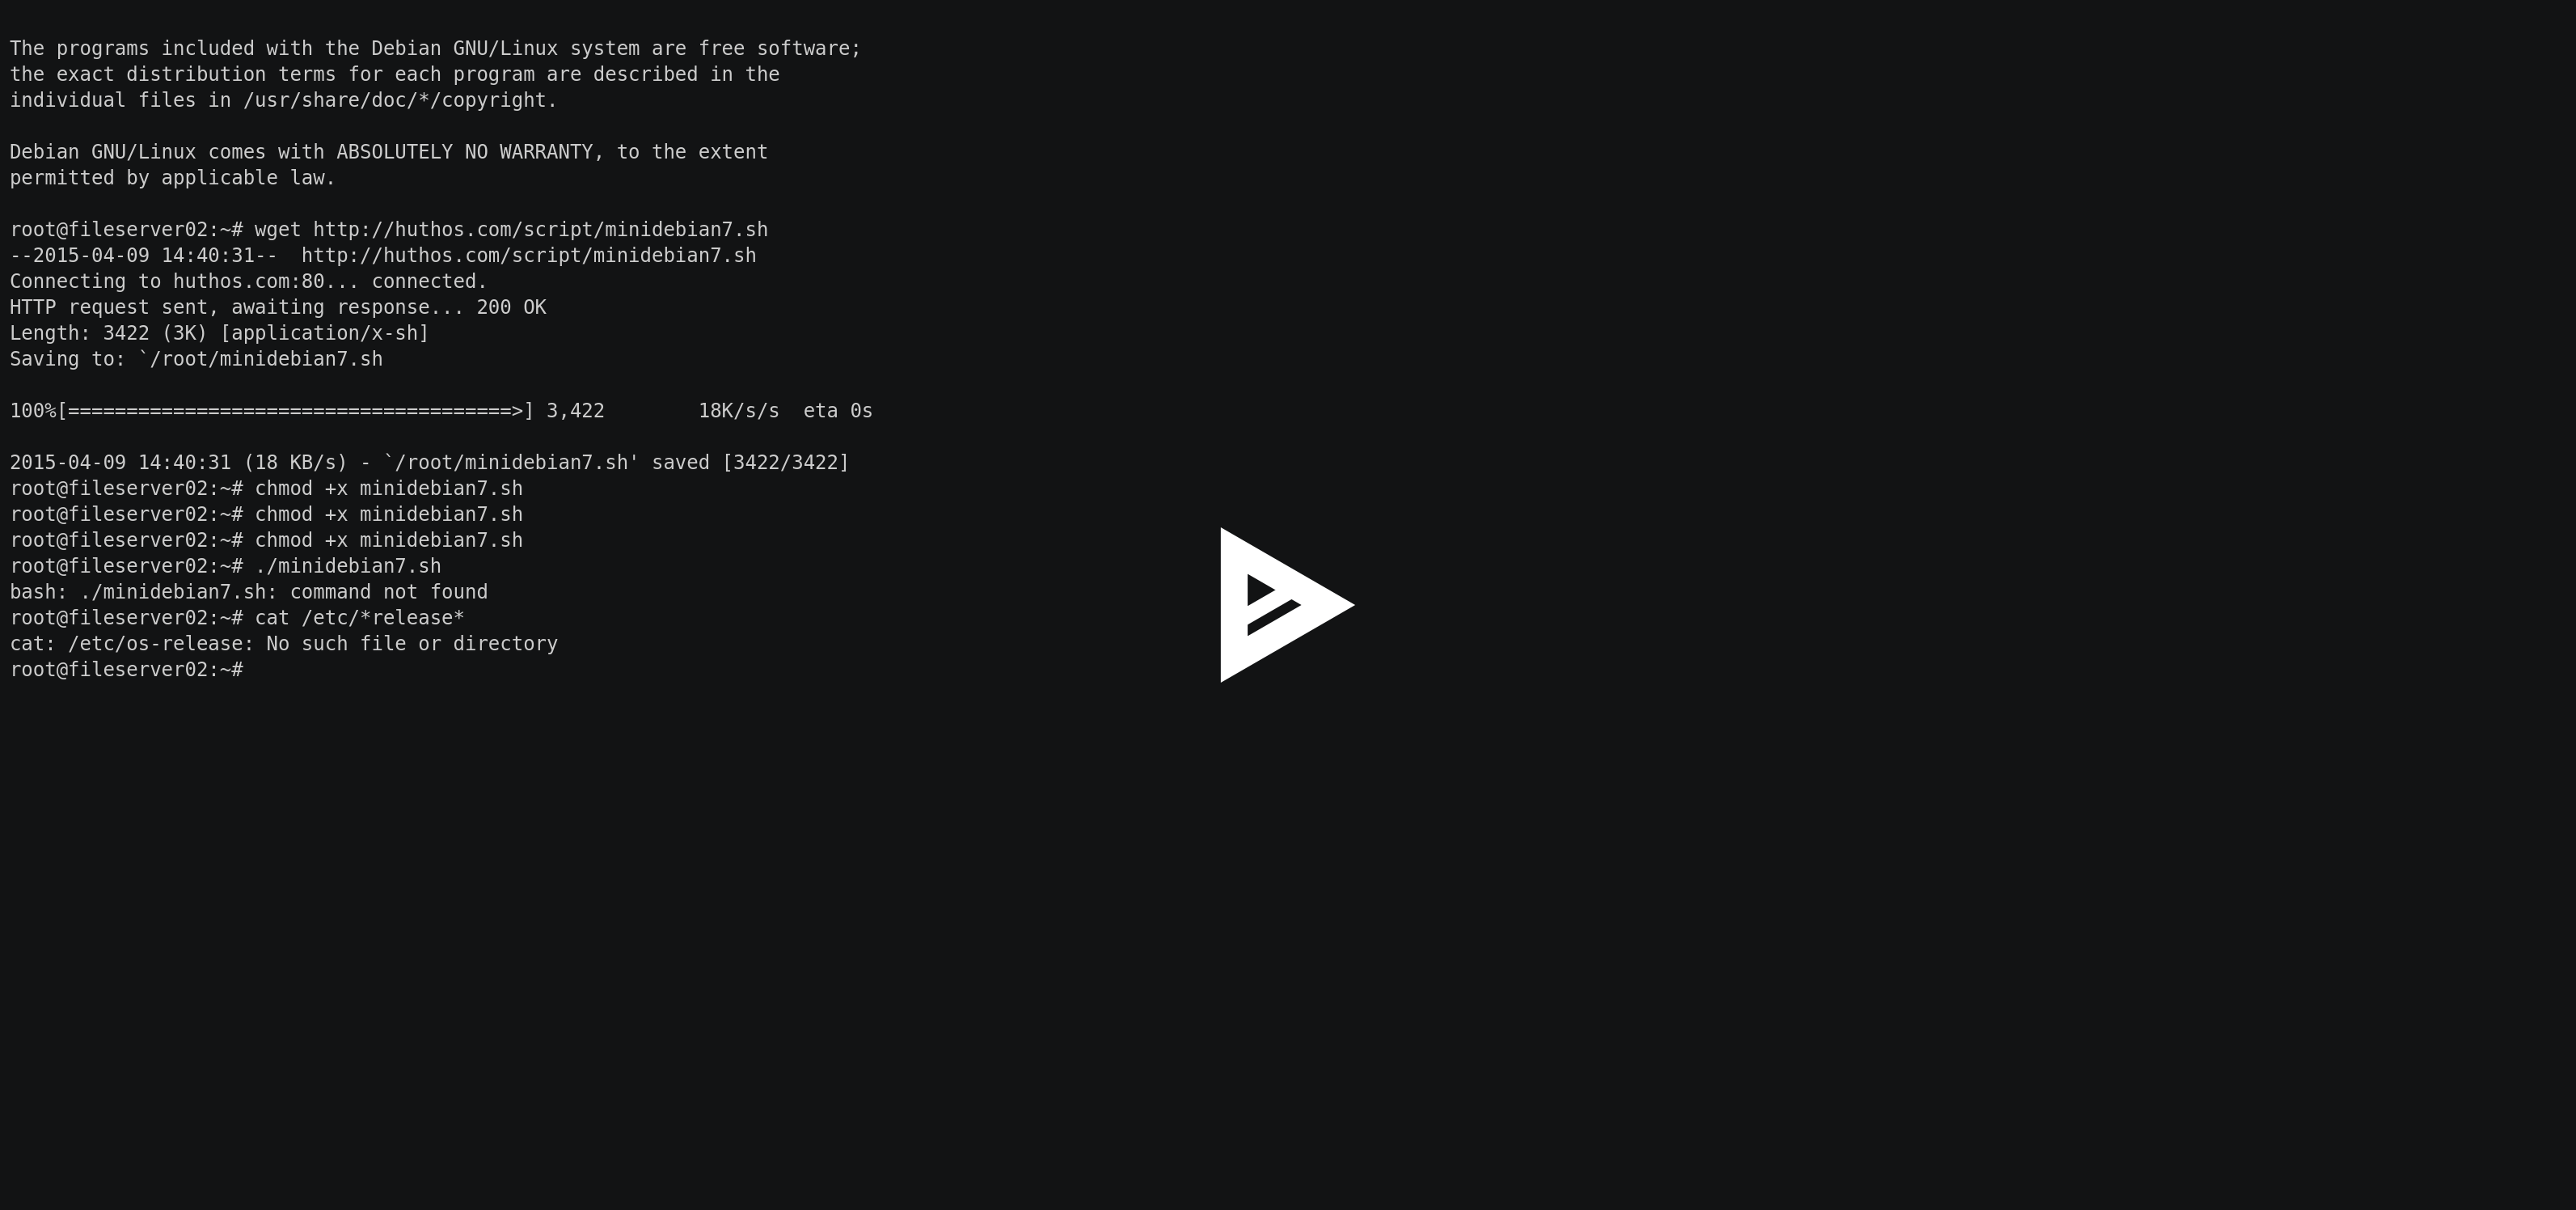 The programs included with the Debian GNU/Linux system are free software;
the exact distribution terms for each program are described in the
individual files in /usr/share/doc/*/copyright.

Debian GNU/Linux comes with ABSOLUTELY NO WARRANTY, to the extent
permitted by applicable law.

root@fileserver02:~# wget http://huthos.com/script/minidebian7.sh
--2015-04-09 14:40:31--  http://huthos.com/script/minidebian7.sh
Connecting to huthos.com:80... connected.
HTTP request sent, awaiting response... 200 OK
Length: 3422 (3K) [application/x-sh]
Saving to: `/root/minidebian7.sh

100%[======================================>] 3,422        18K/s/s  eta 0s

2015-04-09 14:40:31 (18 KB/s) - `/root/minidebian7.sh' saved [3422/3422]
root@fileserver02:~# chmod +x minidebian7.sh
root@fileserver02:~# chmod +x minidebian7.sh
root@fileserver02:~# chmod +x minidebian7.sh
root@fileserver02:~# ./minidebian7.sh
bash: ./minidebian7.sh: command not found
root@fileserver02:~# cat /etc/*release*
cat: /etc/os-release: No such file or directory
root@fileserver02:~#